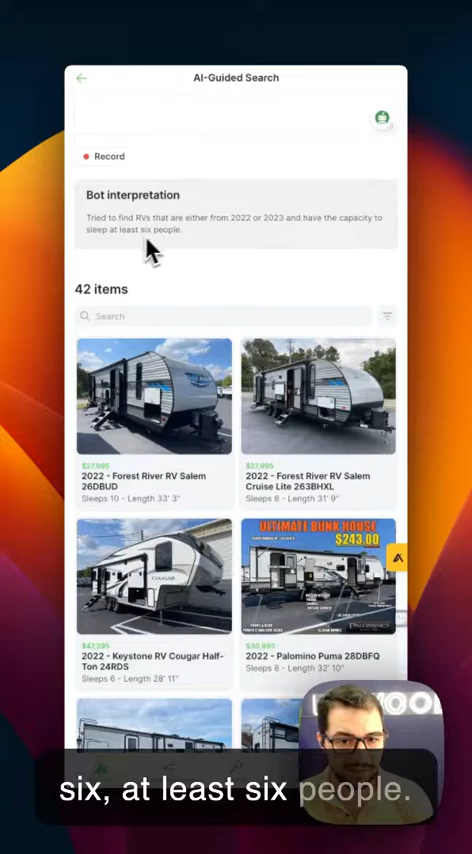 AI-Guided Search
Record
Bot interpretation
Tried to find RVs that are either from 2022 or 2023 and have the capacity to
sleep at least six people.
42 items
Search
$27,995
2022 - Forest River RV Salem
26DBUD
Sleeps 10 - Length 33' 3"
$27,995
2022 - Forest River RV Salem
Cruise Lite 263BHXL
Sleeps 8 - Length 31' 9"
COUGAR
ULTIMATE BUNK HOUSE
$243.00
PALOMINO
$47,295
2022 - Keystone RV Cougar Half-
Ton 24RDS
Sleeps 6 - Length 28' 11"
$30,995
2022 - Palomino Puma 28DBFQ
Sleeps 8 - Length 32' 10"
six, at least six people.